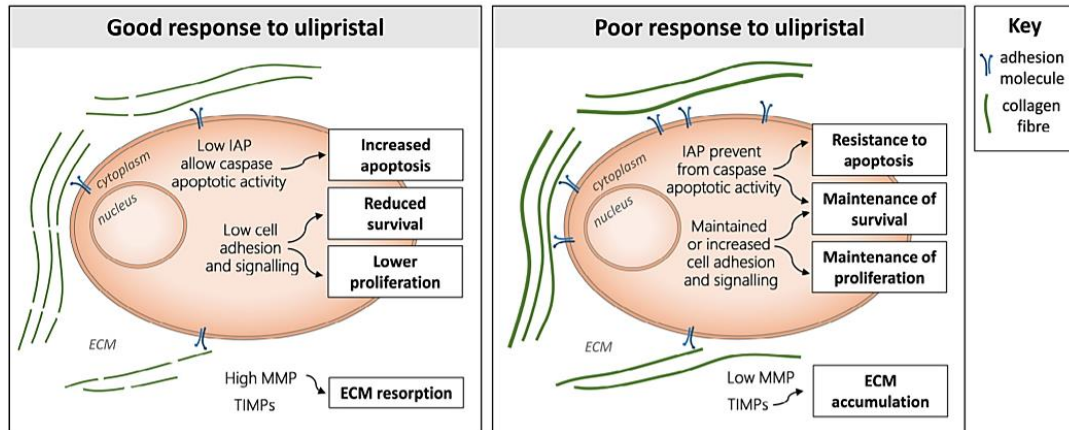 Good response to ulipristal
cytoplasm
nucleus
Low IAP
allow caspase
apoptotic activity
Increased
apoptosis
Low cell
adhesion
and signalling
Reduced
survival
Lower
proliferation
ECM
High MMP
TIMPs
ECM resorption
Poor response to ulipristal
cytoplasm
nucleus
IAP prevent
from caspase
apoptotic activity
Resistance to
apoptosis
Maintenance of
survival
Maintained
or increased
cell adhesion
and signalling
Maintenance of
proliferation
ECM
Low MMP
TIMPs
ECM
accumulation
Key
adhesion
molecule
collagen
fibre